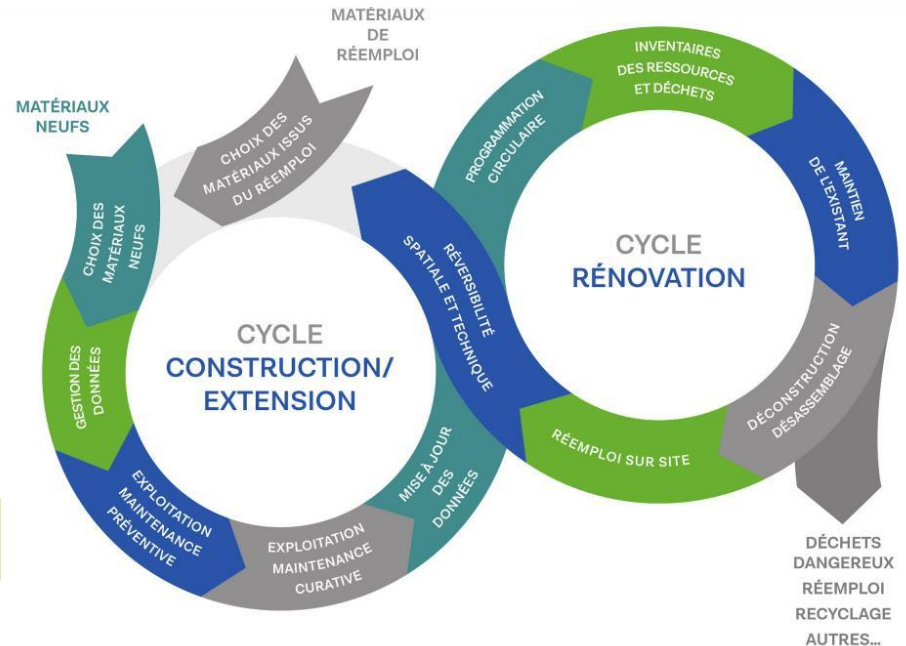 MATÉRIAUX
DE
RÉEMPLOI
MATÉRIAUX
NEUFS
CHOIX DES
MATÉRIAUX ISSUS
DU RÉEMPLOI
CHOIX DES
MATÉRIAUX
NEUFS
GESTION DES
DONNÉES
EXPLOITATION
MAINTENANCE
PRÉVENTIVE
EXPLOITATION
MAINTENANCE
CURATIVE
MISE À JOUR
DES
DONNÉES
CYCLE
CONSTRUCTION/
EXTENSION
RÉVERSIBILITÉ
SPATIALE ET TECHNIQUE
PROGRAMMATION
CIRCULAIRE
INVENTAIRES
DES RESSOURCES
ET DÉCHETS
MAINTIEN
DE L'EXISTANT
DÉCONSTRUCTION
DÉSASSEMBLAGE
RÉEMPLOI SUR SITE
CYCLE
RÉNOVATION
DÉCHETS
DANGEREUX
RÉEMPLOI
RECYCLAGE
AUTRES...